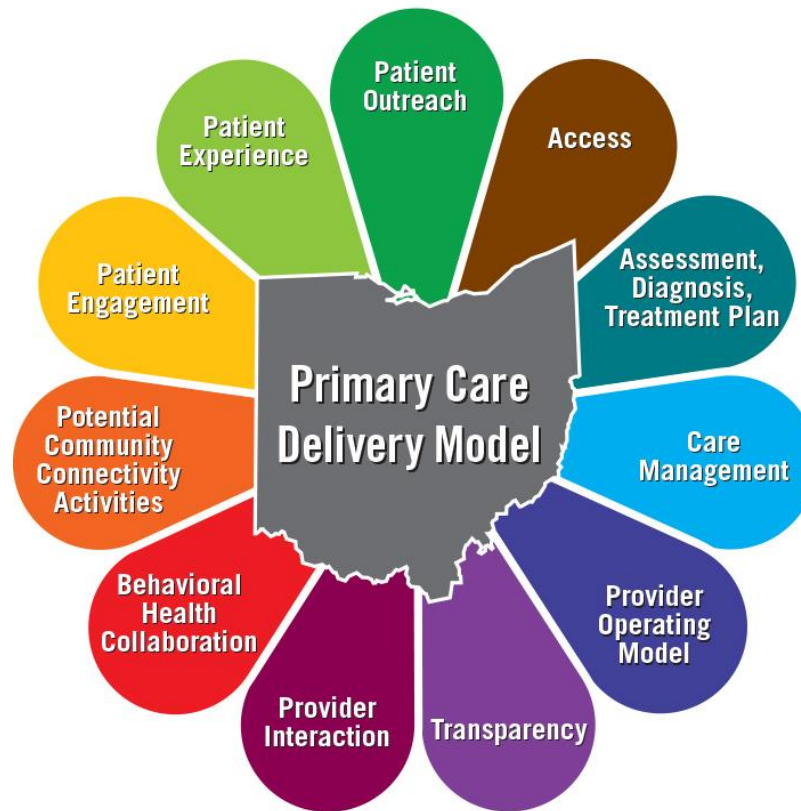 Patient
Outreach
Access
Assessment,
Diagnosis,
Treatment Plan
Care
Management
Provider
Operating
Model
Transparency
Provider
Interaction
Behavioral
Health
Collaboration
Potential
Community
Connectivity
Activities
Patient
Engagement
Patient
Experience
Primary Care
Delivery Model